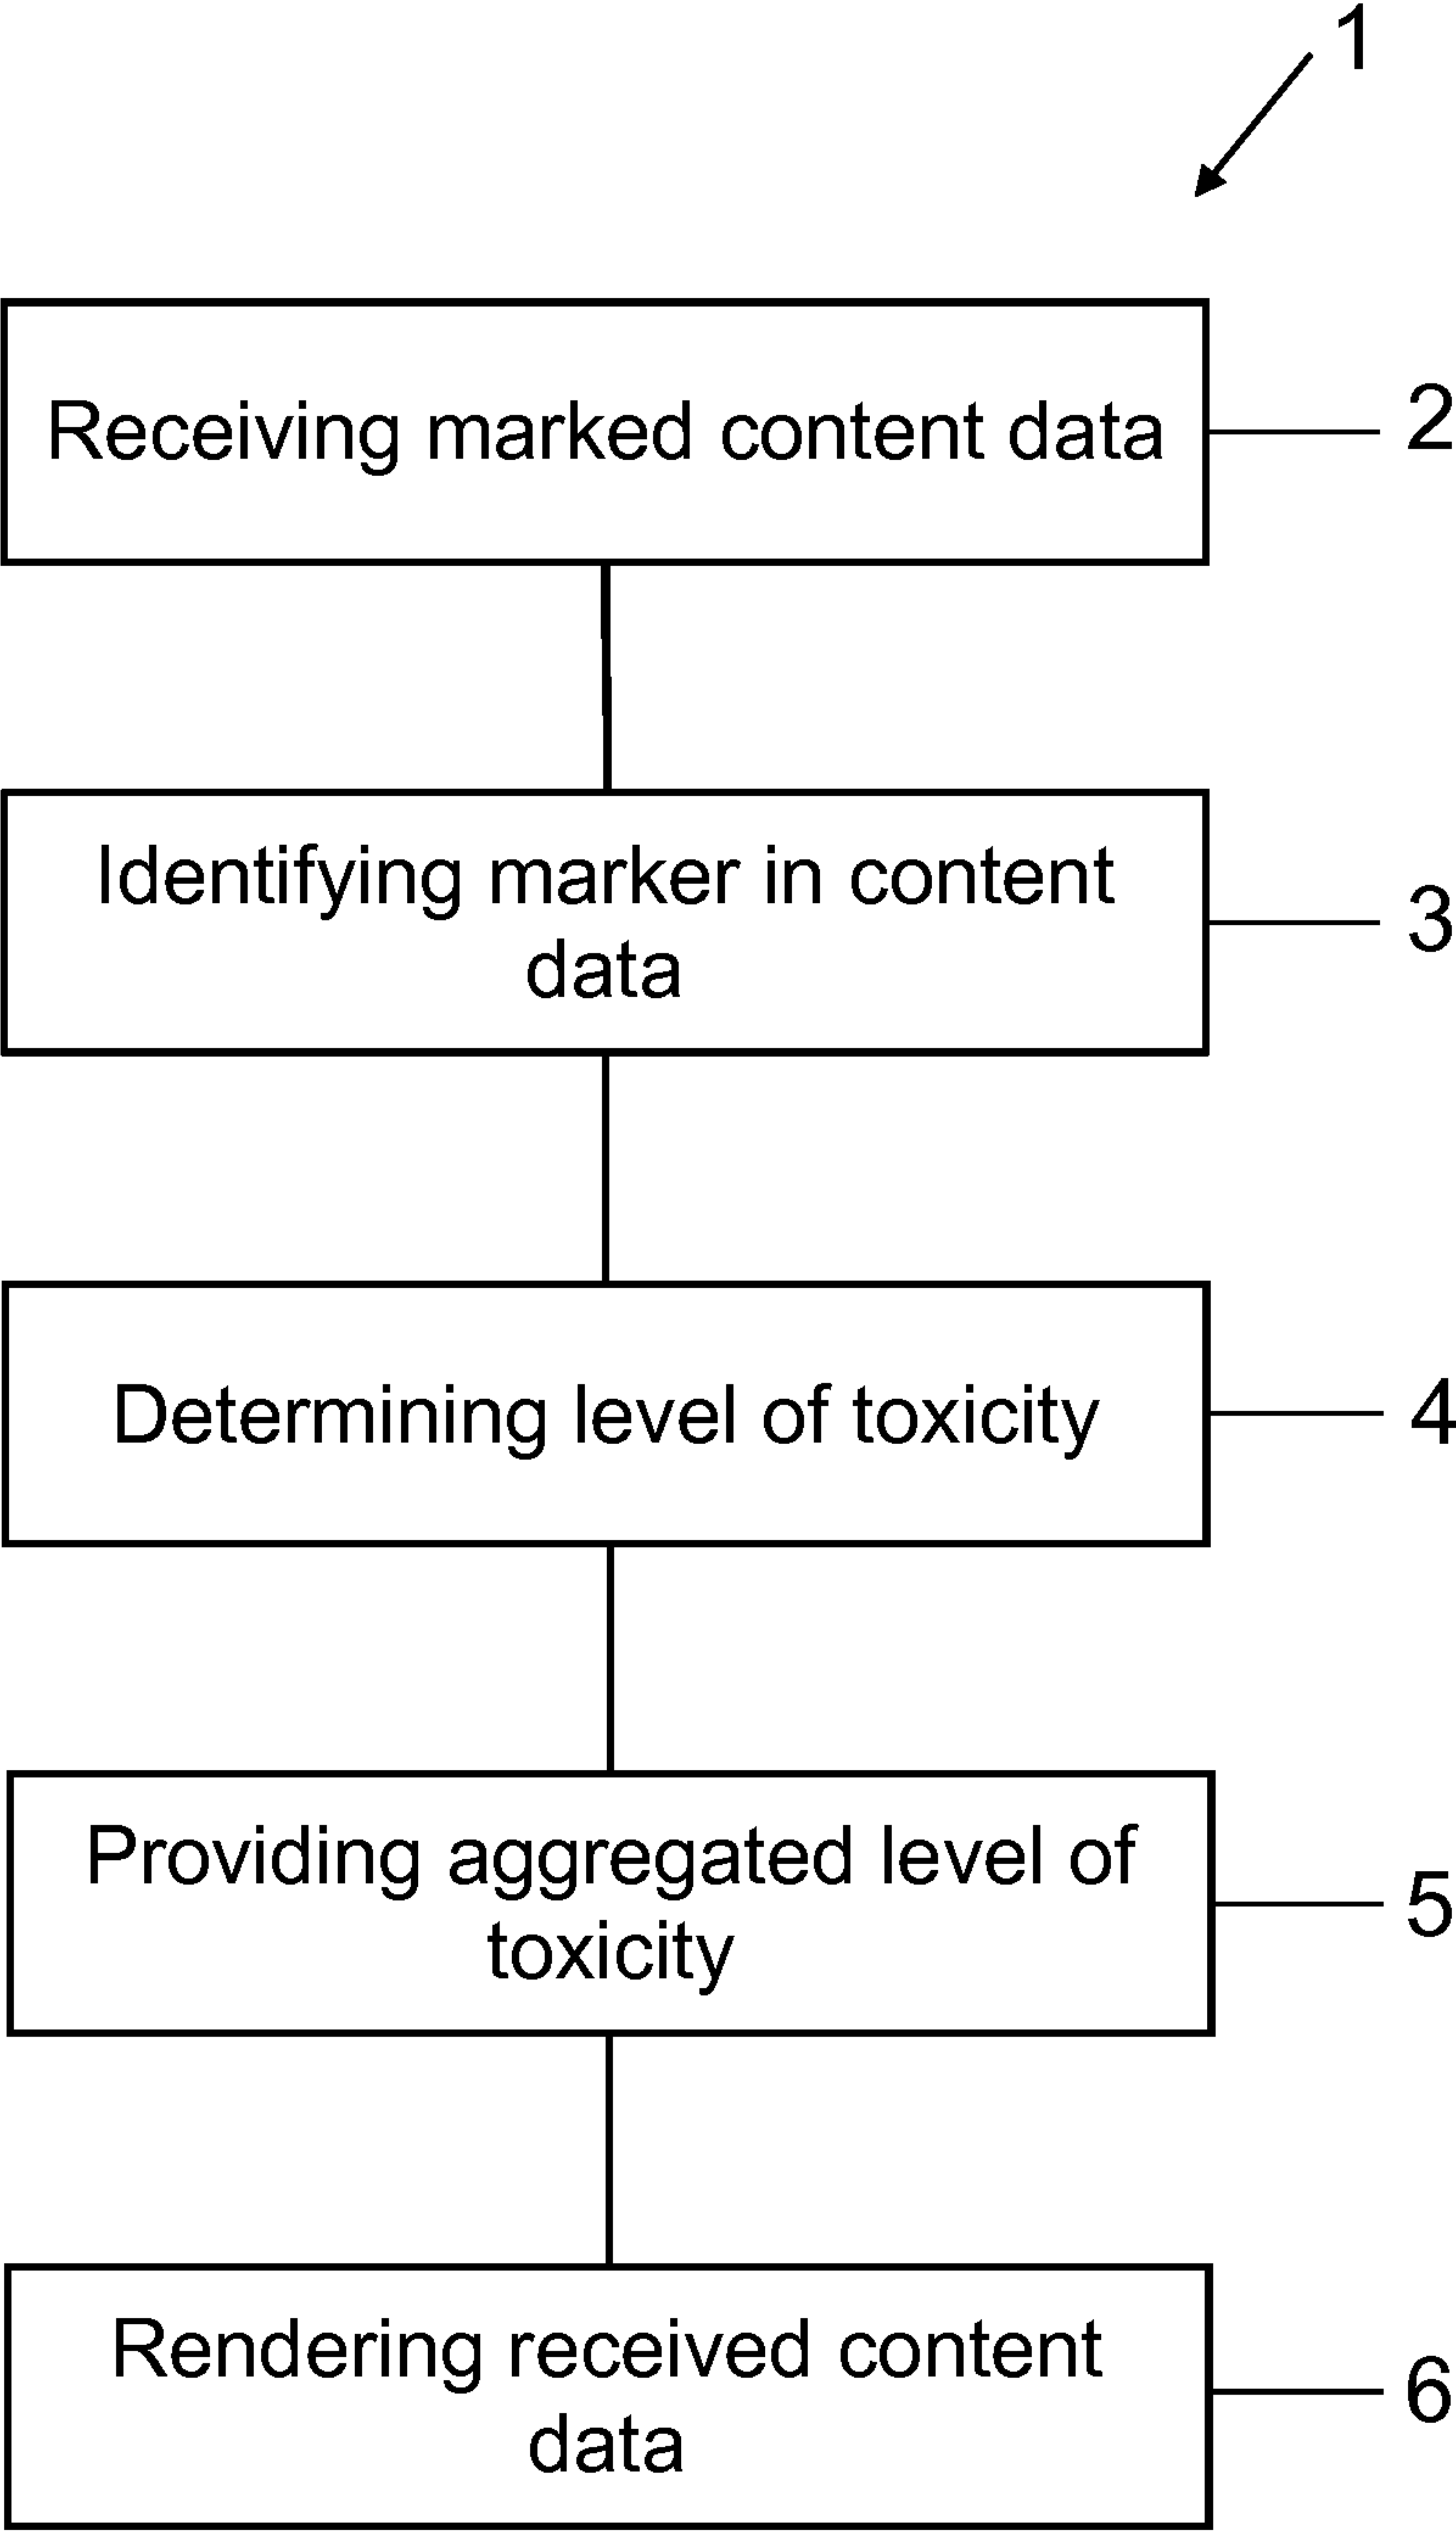 1
Receiving marked content data
2
Identifying marker in content
data
3
Determining level of toxicity
4
Providing aggregated level of
toxicity
5
Rendering received content
data
6